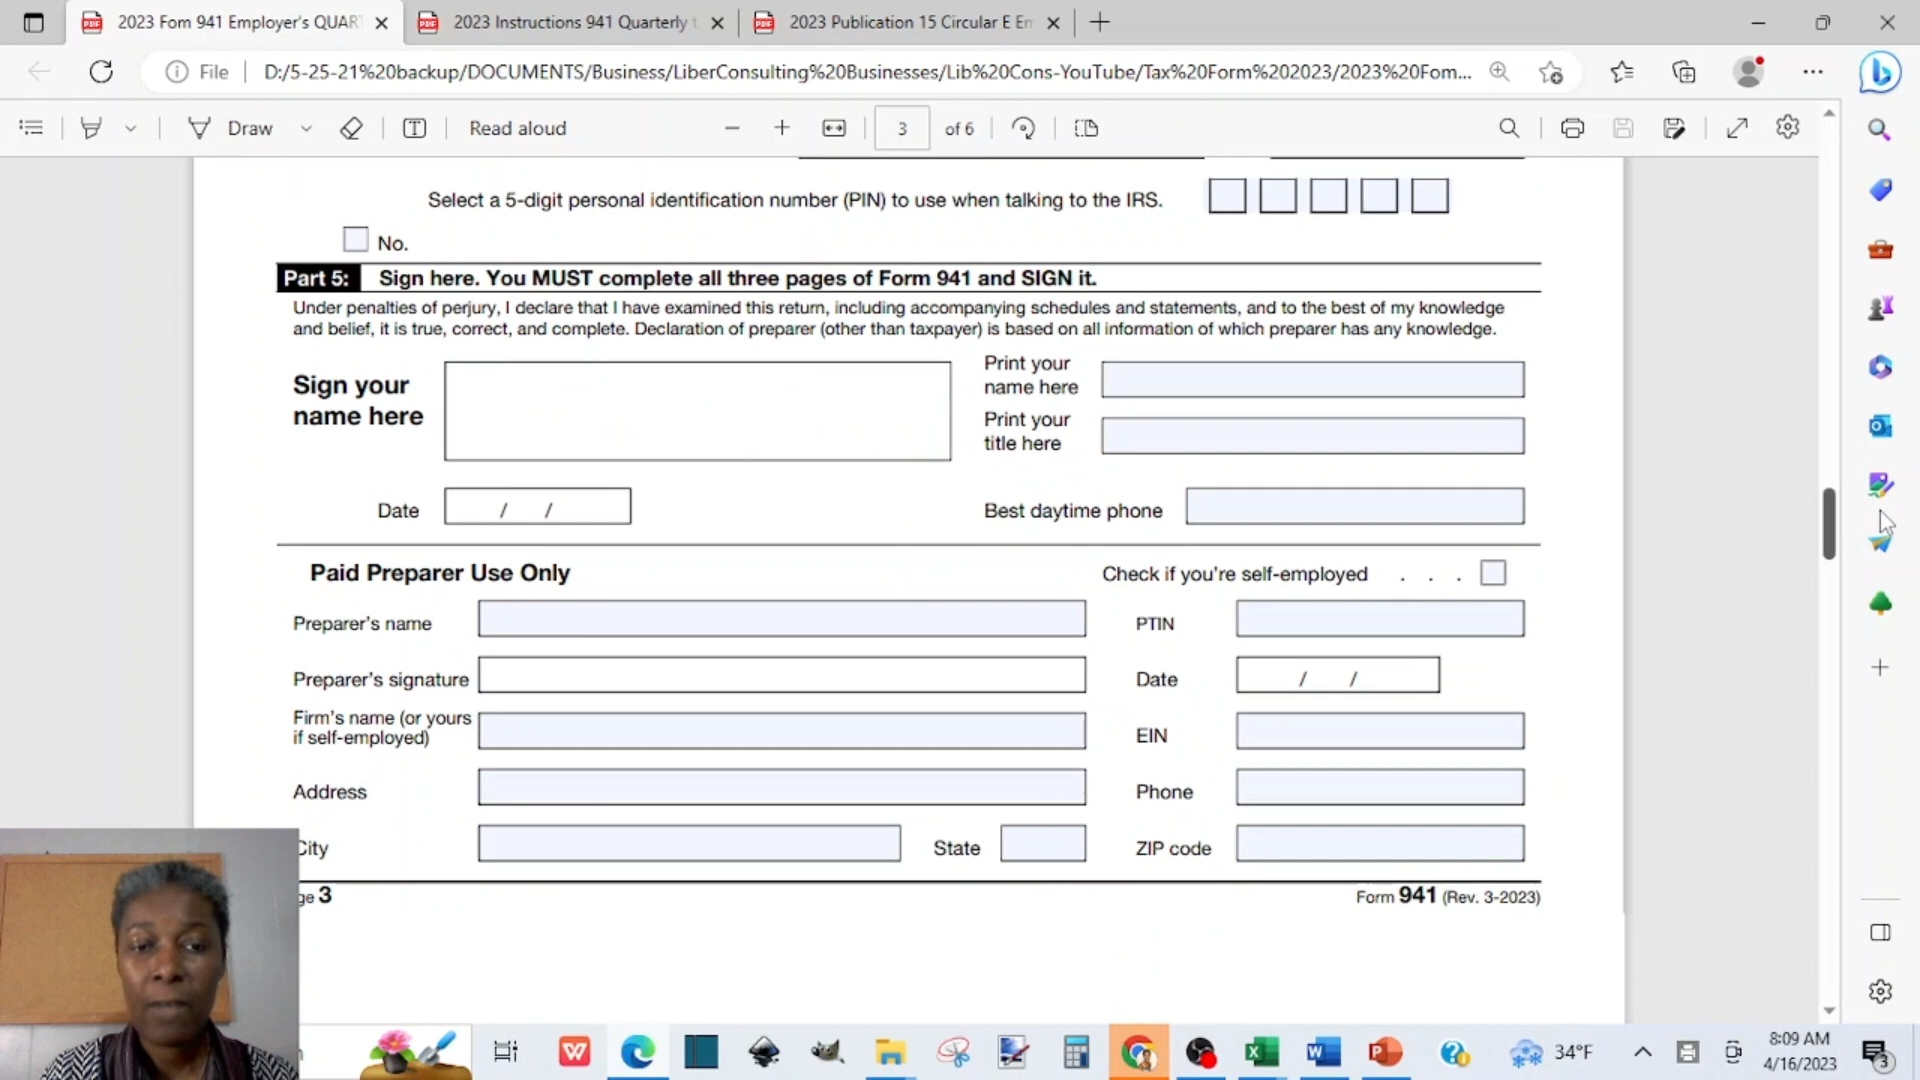 2023 Fom 941 Employer's QUAR
2023 Instructions 941 Quarterly t
2023 Publication 15 Circular E Em
File
D:/5-25-21%20backup/DOCUMENTS/Business/LiberConsulting%20Businesses/Lib%20Cons-YouTube/Tax%20Form%202023/2023%20Fom...
Draw
Read aloud
3 of 6
Select a 5-digit personal identification number (PIN) to use when talking to the IRS.
No.
Part 5: Sign here. You MUST complete all three pages of Form 941 and SIGN it.
Under penalties of perjury, I declare that I have examined this return, including accompanying schedules and statements, and to the best of my knowledge
and belief, it is true, correct, and complete. Declaration of preparer (other than taxpayer) is based on all information of which preparer has any knowledge.
Sign your
name here
Print your
name here
Print your
title here
Date / /
Best daytime phone
Paid Preparer Use Only
Check if you're self-employed . . .
Preparer's name
PTIN
Preparer's signature
Date / /
Firm's name (or yours
if self-employed)
EIN
Address
Phone
City
State
ZIP code
ge 3
Form 941 (Rev. 3-2023)
34°F
8:09 AM
4/16/2023
3